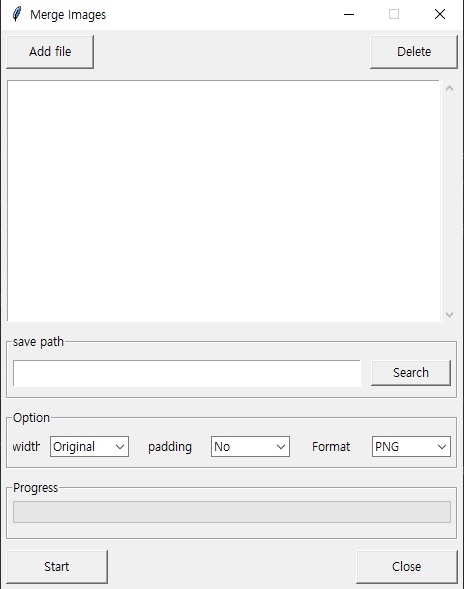 Merge Images
Add file
Delete
save path
Search
Option
width Original padding No Format PNG
Progress
Start
Close